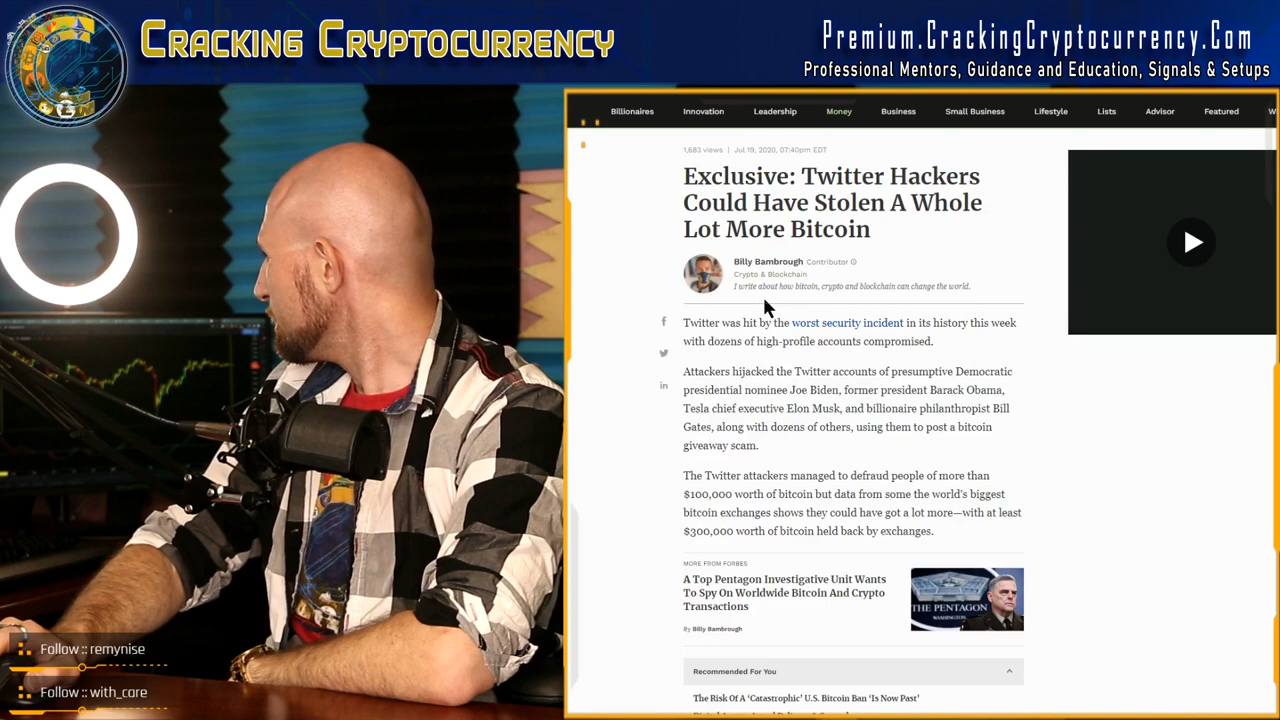 Cracking Cryptocurrency
Premium.CrackingCryptocurrency.Com
Professional Mentors, Guidance and Education, Signals & Setups
Billionaires Innovation Leadership Money Business Small Business Lifestyle Lists Advisor Featured
1,683 views | Jul 19, 2020, 07:40pm EDT
Exclusive: Twitter Hackers
Could Have Stolen A Whole
Lot More Bitcoin
Billy Bambrough Contributor
Crypto & Blockchain
I write about how bitcoin, crypto and blockchain can change the world.
Twitter was hit by the worst security incident in its history this week
with dozens of high-profile accounts compromised.
Attackers hijacked the Twitter accounts of presumptive Democratic
presidential nominee Joe Biden, former president Barack Obama,
Tesla chief executive Elon Musk, and billionaire philanthropist Bill
Gates, along with dozens of others, using them to post a bitcoin
giveaway scam.
The Twitter attackers managed to defraud people of more than
$100,000 worth of bitcoin but data from some the world's biggest
bitcoin exchanges shows they could have got a lot more—with at least
$300,000 worth of bitcoin held back by exchanges.
MORE FROM FORBES
A Top Pentagon Investigative Unit Wants
To Spy On Worldwide Bitcoin And Crypto
Transactions
By Billy Bambrough
THE PENTAGON
WASHINGTON
Recommended For You
The Risk Of A 'Catastrophic' U.S. Bitcoin Ban 'Is Now Past'
Follow :: remynise
Follow :: with_care